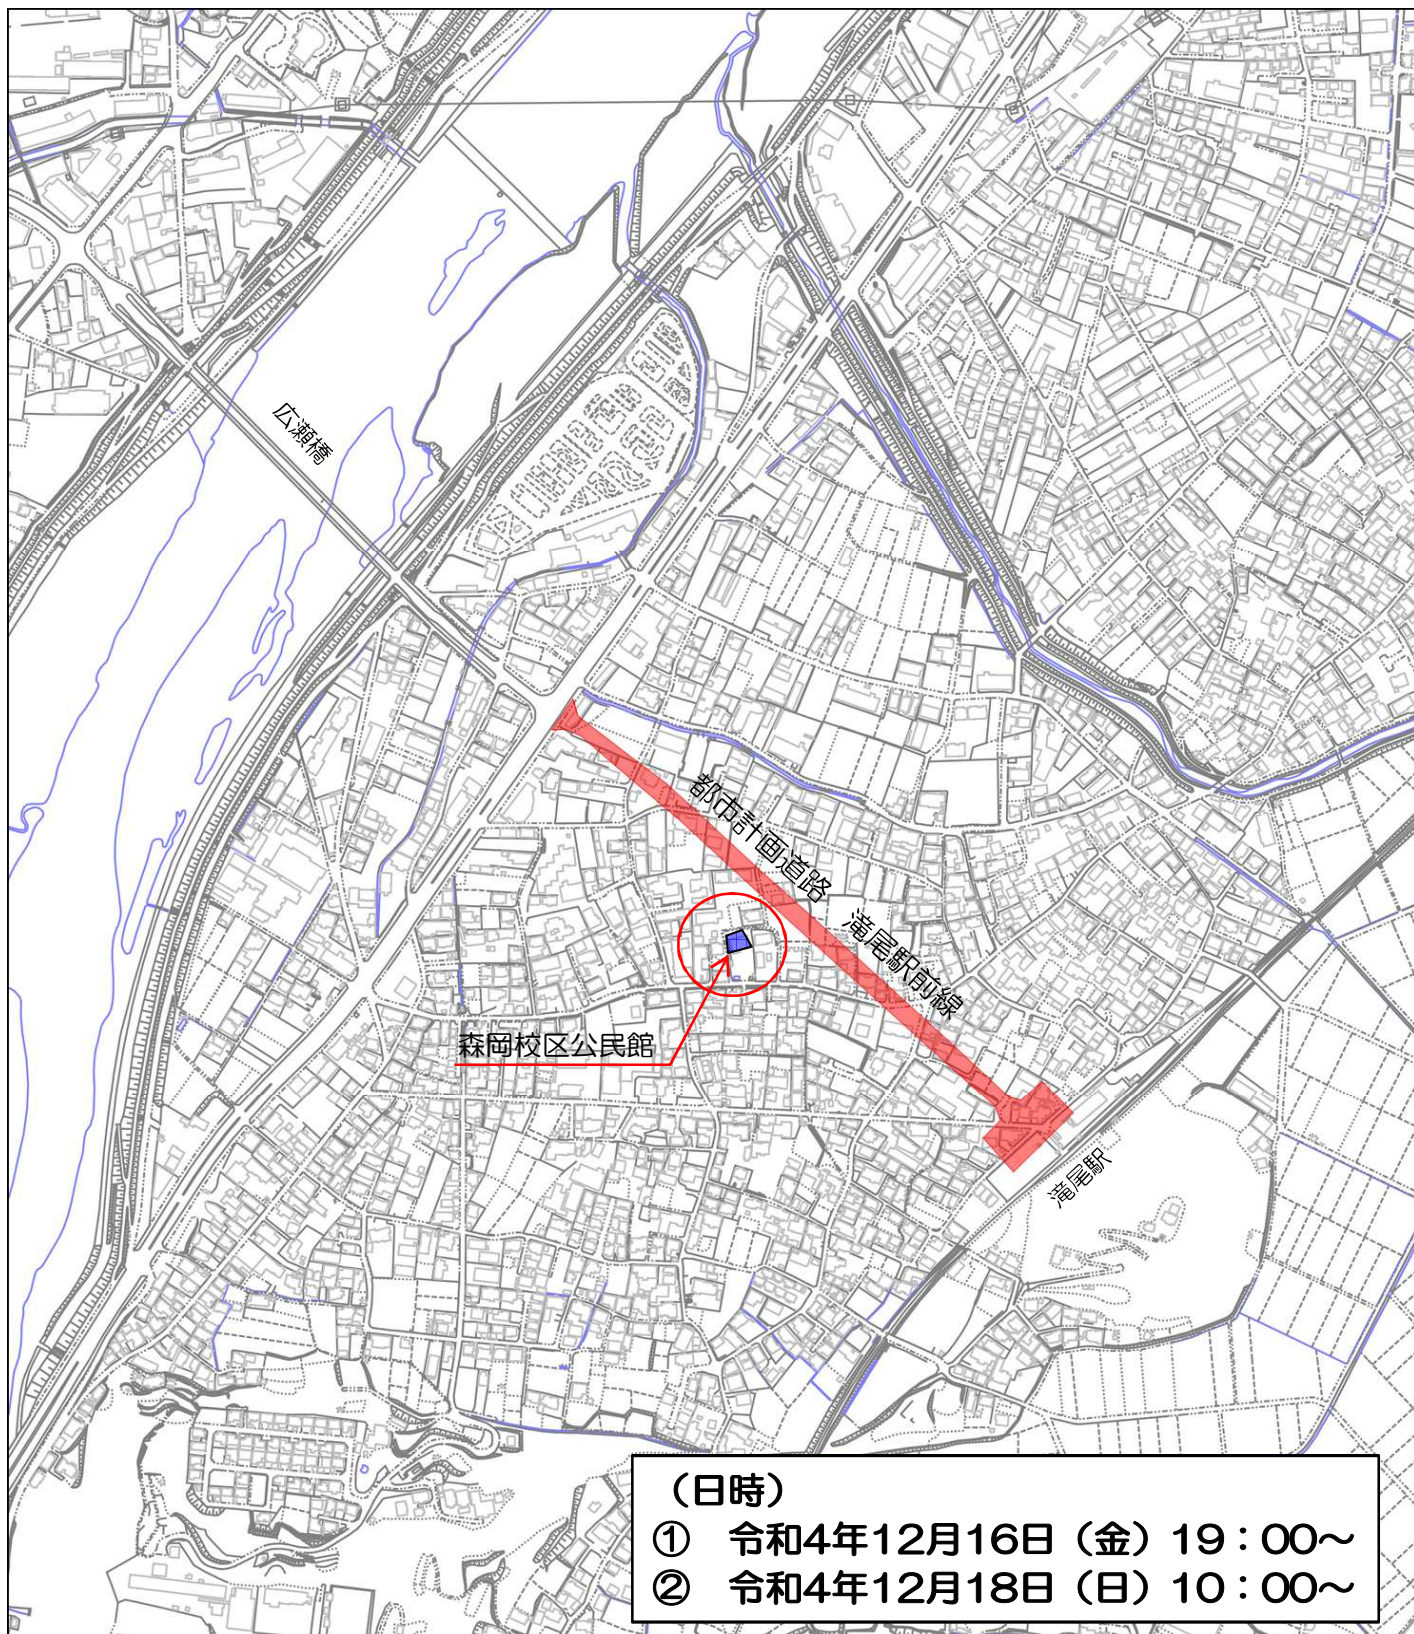 広瀬橋
都市計画道路　滝尾駅前線
森岡校区公民館
滝尾駅
（日時）
①　令和4年12月16日（金）19：00～
②　令和4年12月18日（日）10：00～